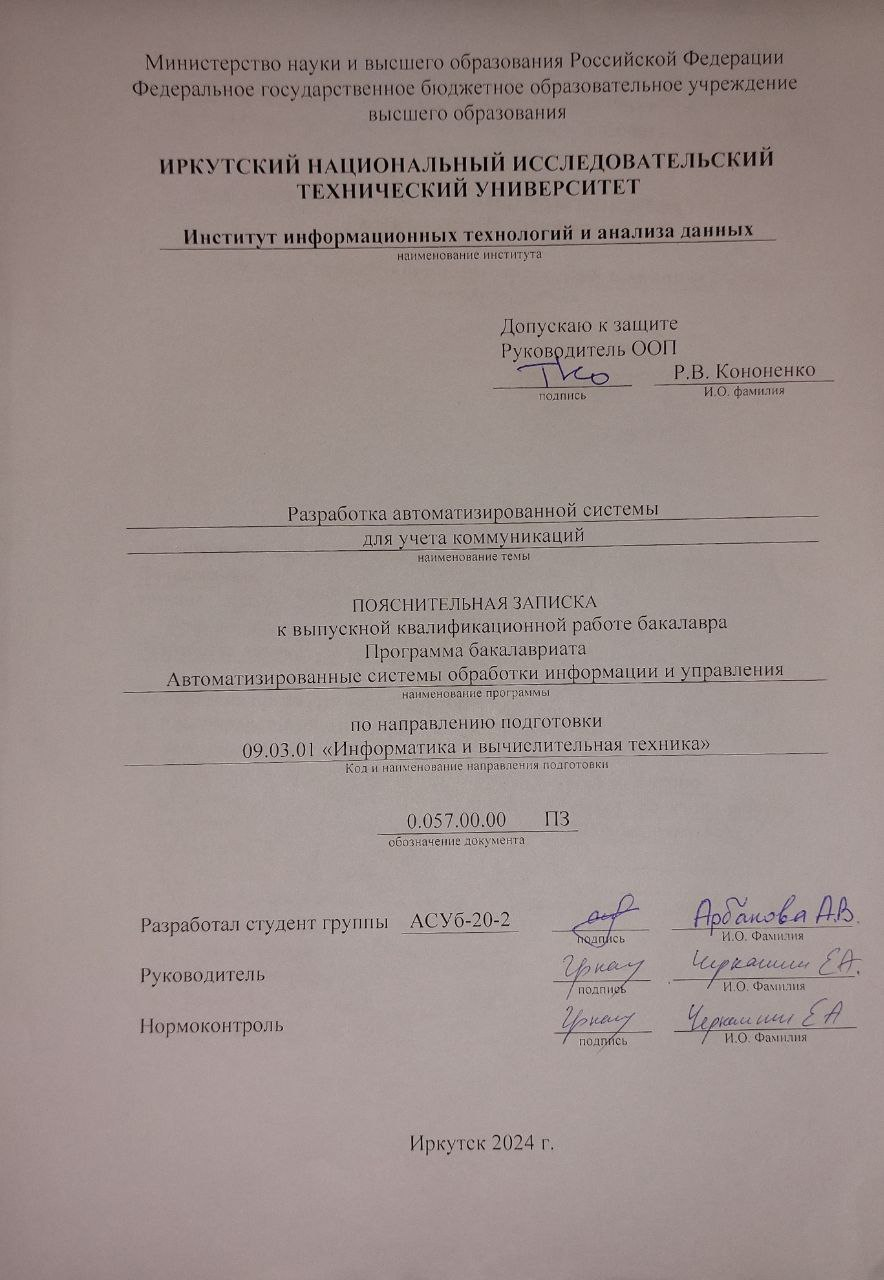 Министерство науки и высшего образования Российской Федерации
Федеральное государственное бюджетное образовательное учреждение
высшего образования
ИРКУТСКИЙ НАЦИОНАЛЬНЫЙ ИССЛЕДОВАТЕЛЬСКИЙ
ТЕХНИЧЕСКИЙ УНИВЕРСИТЕТ
Институт информационных технологий и анализа данных
наименование института
Допускаю к защите
Руководитель ООП
Р.В. Кононенко
подпись И.О. фамилия
Разработка автоматизированной системы
для учета коммуникаций
наименование темы
ПОЯСНИТЕЛЬНАЯ ЗАПИСКА
к выпускной квалификационной работе бакалавра
Программа бакалавриата
Автоматизированные системы обработки информации и управления
наименование программы
по направлению подготовки
09.03.01 «Информатика и вычислительная техника»
Код и наименование направления подготовки
0.057.00.00 ПЗ
обозначение документа
Разработал студент группы АСУб-20-2 Арбакова А.В.
подпись И.О. Фамилия
Руководитель Черкашин Е.А.
подпись И.О. Фамилия
Нормоконтроль Черкашин Е А
подпись И.О. Фамилия
Иркутск 2024 г.